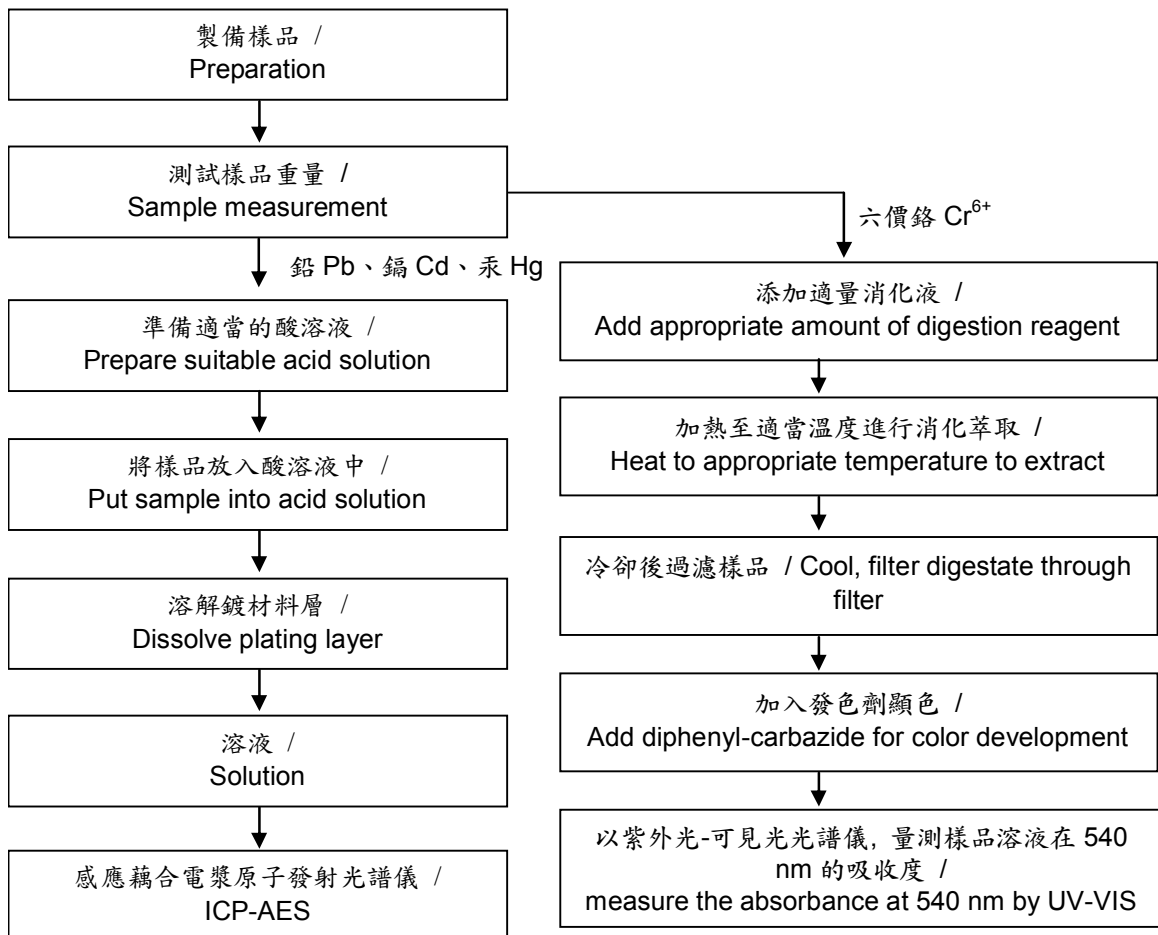 製備樣品 /
Preparation
測試樣品重量 /
Sample measurement
鉛 Pb、鎘 Cd、汞 Hg
準備適當的酸溶液 /
Prepare suitable acid solution
將樣品放入酸溶液中 /
Put sample into acid solution
溶解鍍材料層 /
Dissolve plating layer
溶液 /
Solution
感應藕合電漿原子發射光譜儀 /
ICP-AES
六價鉻 Cr⁶⁺
添加適量消化液 /
Add appropriate amount of digestion reagent
加熱至適當溫度進行消化萃取 /
Heat to appropriate temperature to extract
冷卻後過濾樣品 / Cool, filter digestate through
filter
加入發色劑顯色 /
Add diphenyl-carbazide for color development
以紫外光-可見光光譜儀, 量測樣品溶液在 540
nm 的吸收度 /
measure the absorbance at 540 nm by UV-VIS